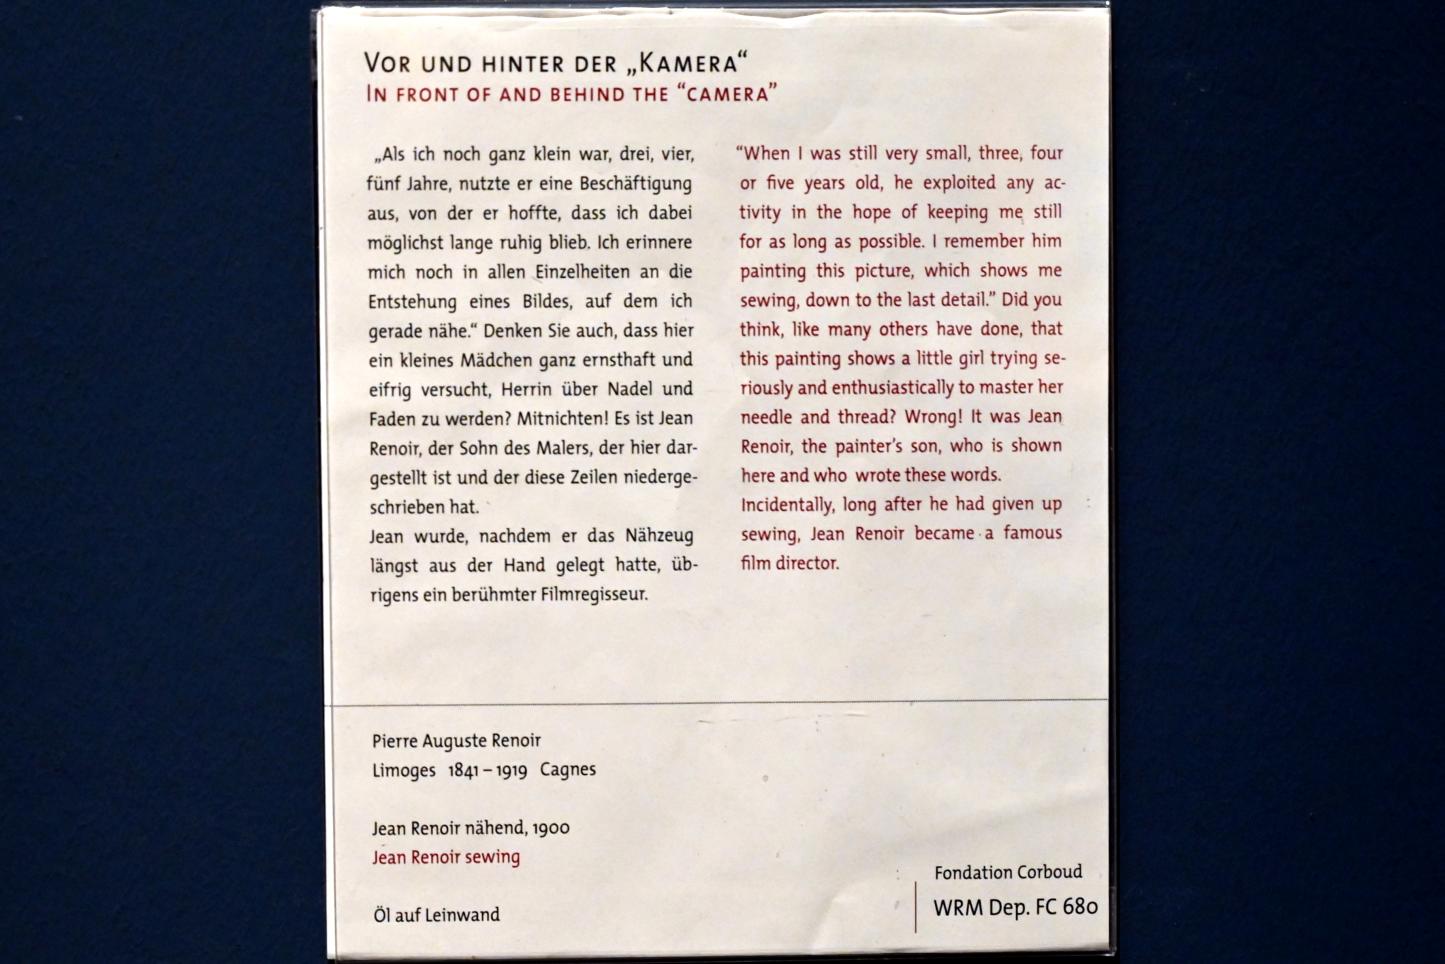 VOR UND HINTER DER „KAMERA“
IN FRONT OF AND BEHIND THE “CAMERA”
„Als ich noch ganz klein war, drei, vier,
fünf Jahre, nutzte er eine Beschäftigung
aus, von der er hoffte, dass ich dabei
möglichst lange ruhig blieb. Ich erinnere
mich noch in allen Einzelheiten an die
Entstehung eines Bildes, auf dem ich
gerade nähe.“ Denken Sie auch, dass hier
ein kleines Mädchen ganz ernsthaft und
eifrig versucht, Herrin über Nadel und
Faden zu werden? Mitnichten! Es ist Jean
Renoir, der Sohn des Malers, der hier dar-
gestellt ist und der diese Zeilen niederge-
schrieben hat.
Jean wurde, nachdem er das Nähzeug
längst aus der Hand gelegt hatte, üb-
rigens ein berühmter Filmregisseur.
“When I was still very small, three, four
or five years old, he exploited any ac-
tivity in the hope of keeping me still
for as long as possible. I remember him
painting this picture, which shows me
sewing, down to the last detail.” Did you
think, like many others have done, that
this painting shows a little girl trying se-
riously and enthusiastically to master her
needle and thread? Wrong! It was Jean
Renoir, the painter’s son, who is shown
here and who wrote these words.
Incidentally, long after he had given up
sewing, Jean Renoir became a famous
film director.
Pierre Auguste Renoir
Limoges 1841 – 1919 Cagnes
Jean Renoir nähend, 1900
Jean Renoir sewing
Öl auf Leinwand
Fondation Corboud
WRM Dep. FC 680